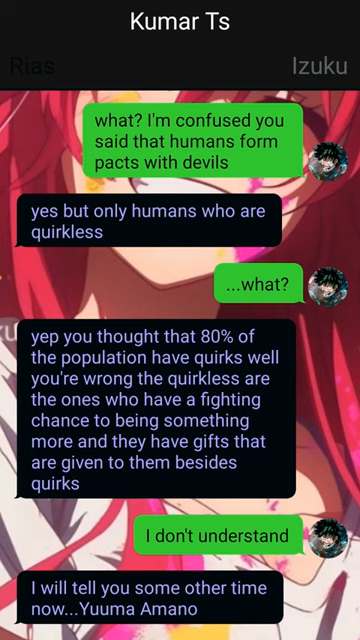 Kumar Ts
Rias
Izuku
what? I'm confused you
said that humans form
pacts with devils
yes but only humans who are
quirkless
...what?
yep you thought that 80% of
the population have quirks well
you're wrong the quirkless are
the ones who have a fighting
chance to being something
more and they have gifts that
are given to them besides
quirks
I don't understand
I will tell you some other time
now...Yuuma Amano